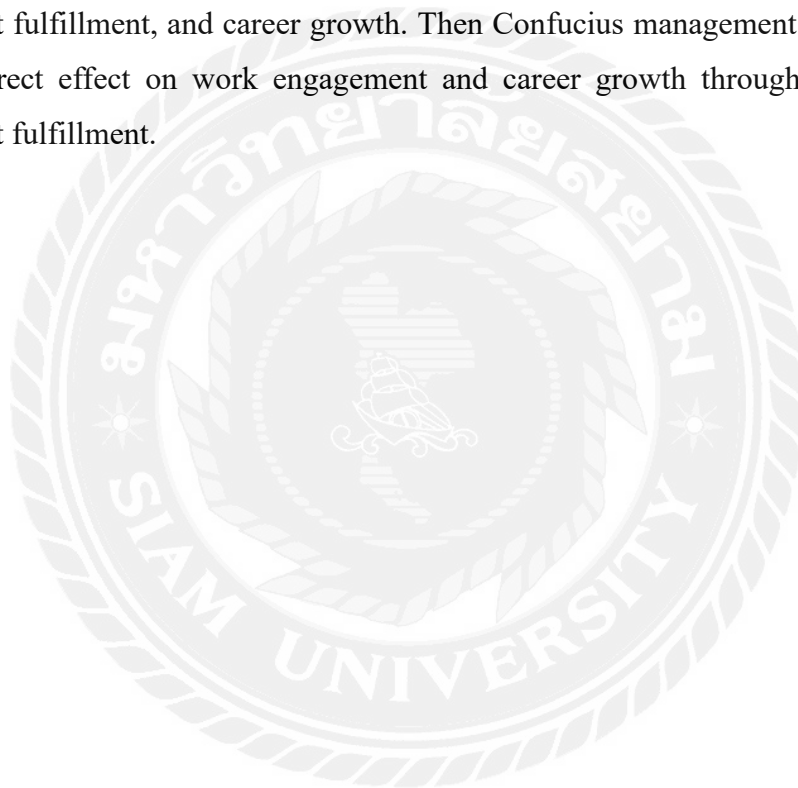 t fulfillment, and career growth. Then Confucius management
rect effect on work engagement and career growth through
t fulfillment.
มหาวิทยาลัยสยาม
SIAM UNIVERSITY